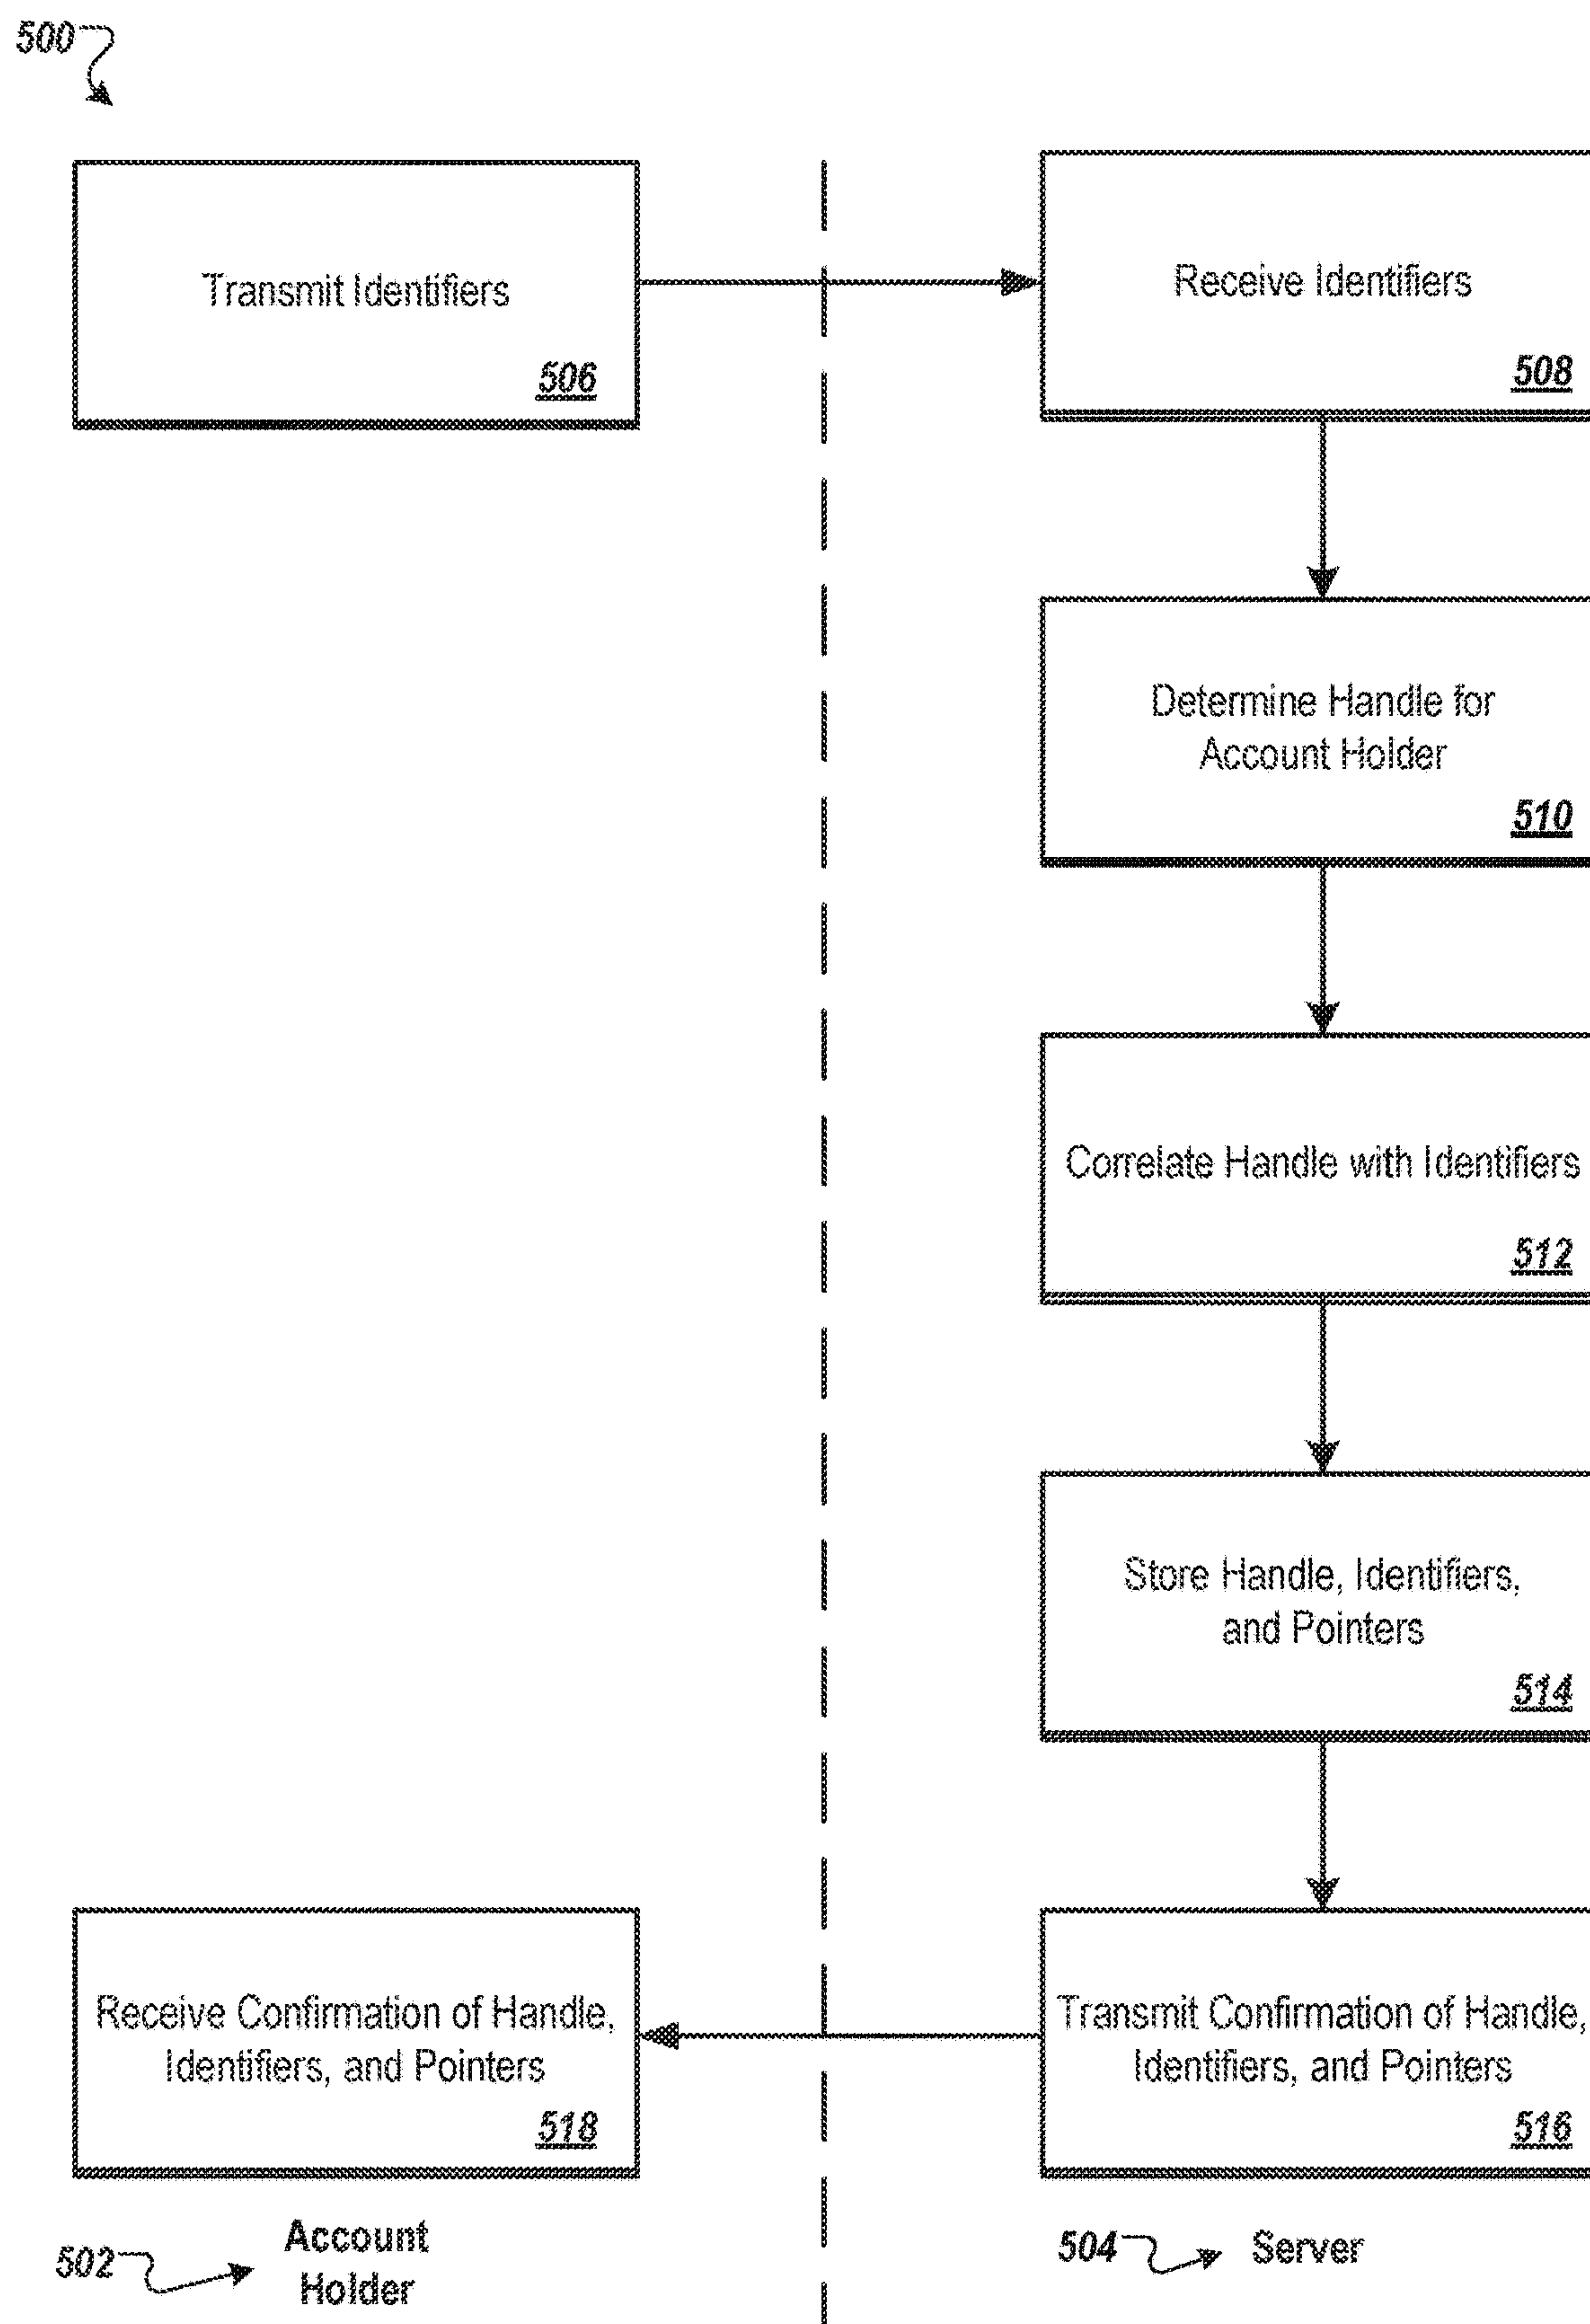 500
Transmit Identifiers
506
Receive Identifiers
508
Determine Handle for
Account Holder
510
Correlate Handle with Identifiers
512
Store Handle, Identifiers,
and Pointers
514
Transmit Confirmation of Handle,
Identifiers, and Pointers
516
Receive Confirmation of Handle,
Identifiers, and Pointers
518
502
Account
Holder
504
Server